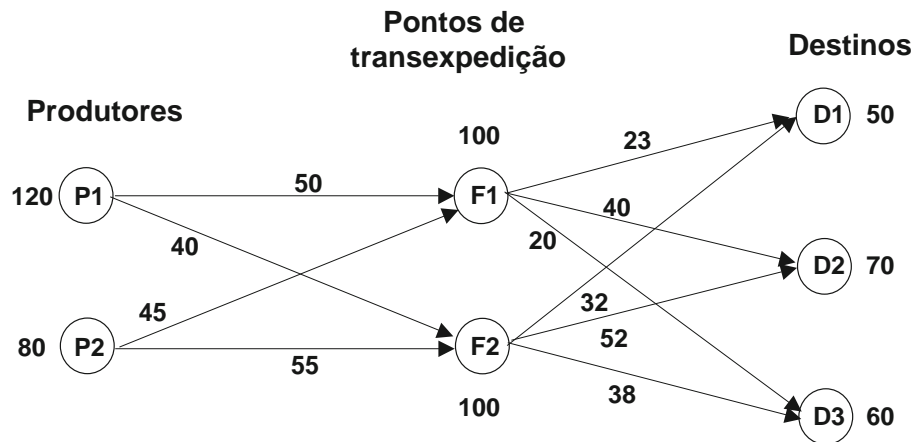 Pontos de
transexpedição
Destinos
Produtores
100
D1 50
23
120 P1
50
F1
40
40
20
D2 70
45
32
80 P2
F2
52
55
38
100
D3 60